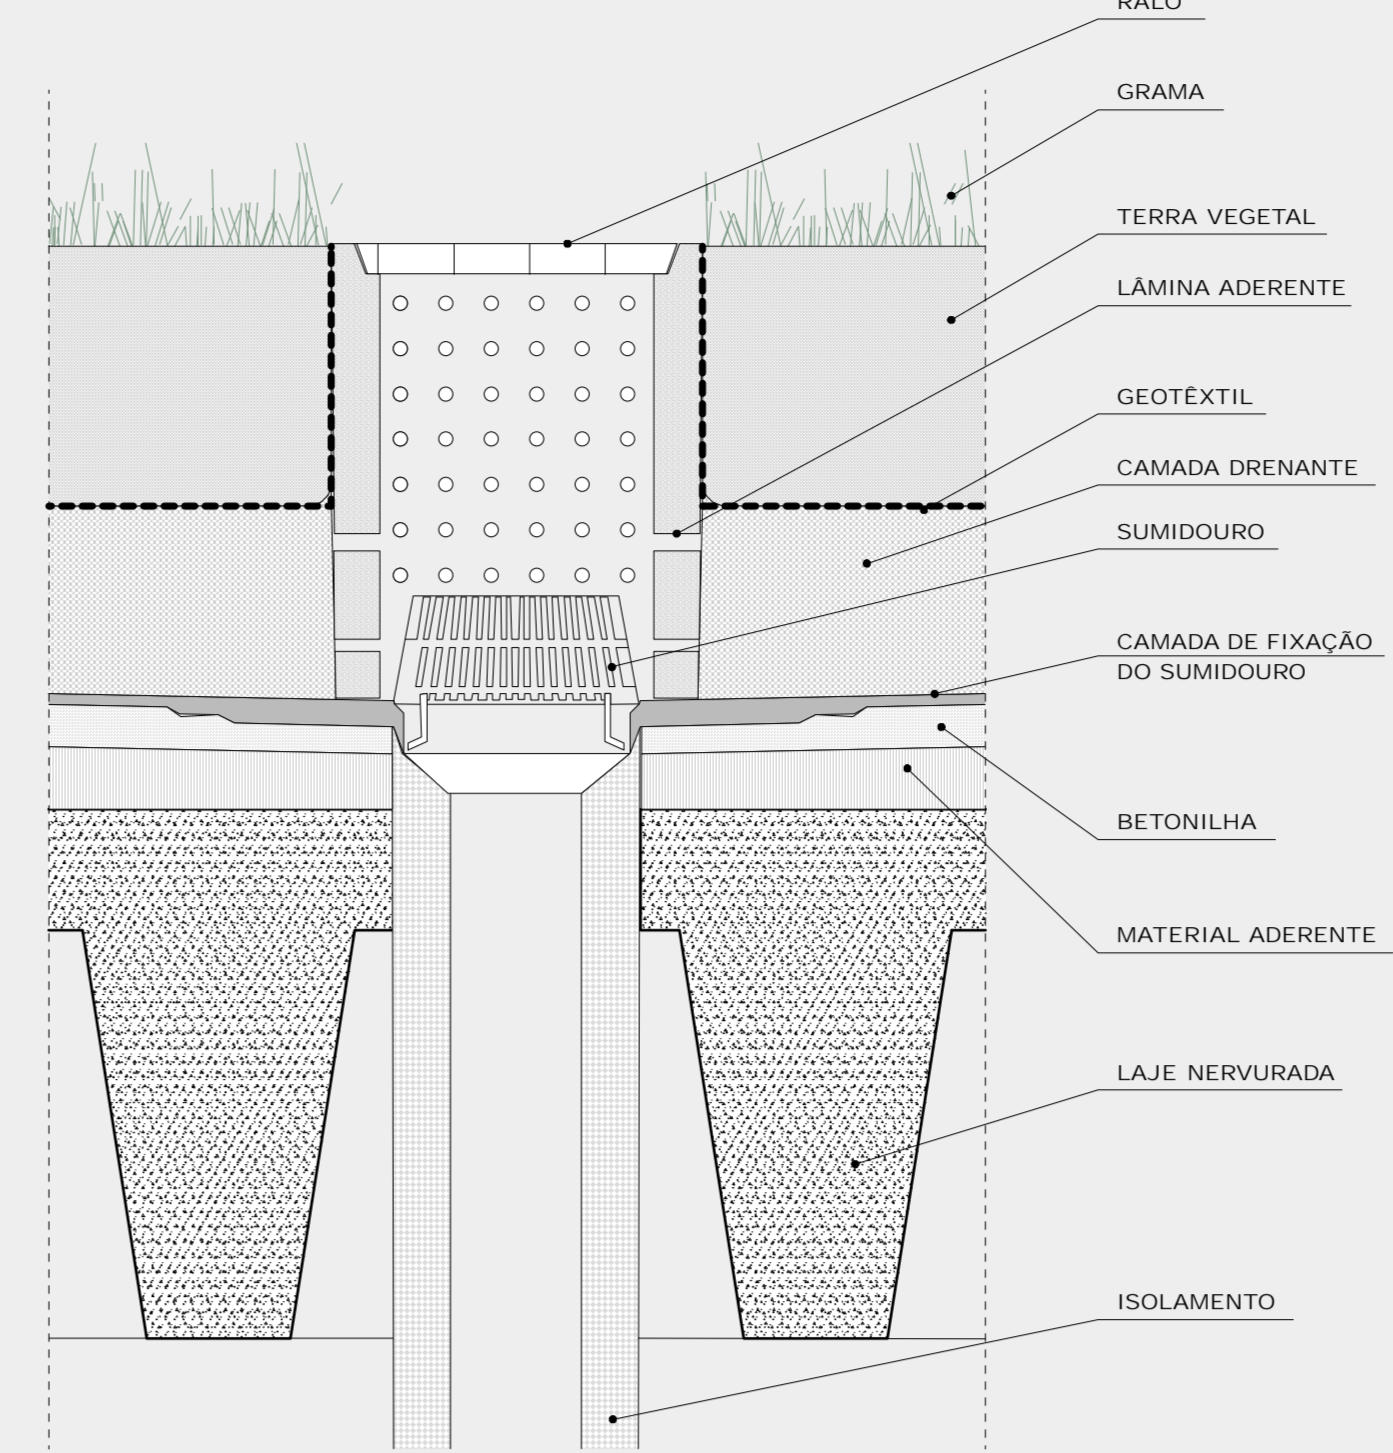 RALO
GRAMA
TERRA VEGETAL
LÂMINA ADERENTE
GEOTÊXTIL
CAMADA DRENANTE
SUMIDOURO
CAMADA DE FIXAÇÃO
DO SUMIDOURO
BETONILHA
MATERIAL ADERENTE
LAJE NERVURADA
ISOLAMENTO